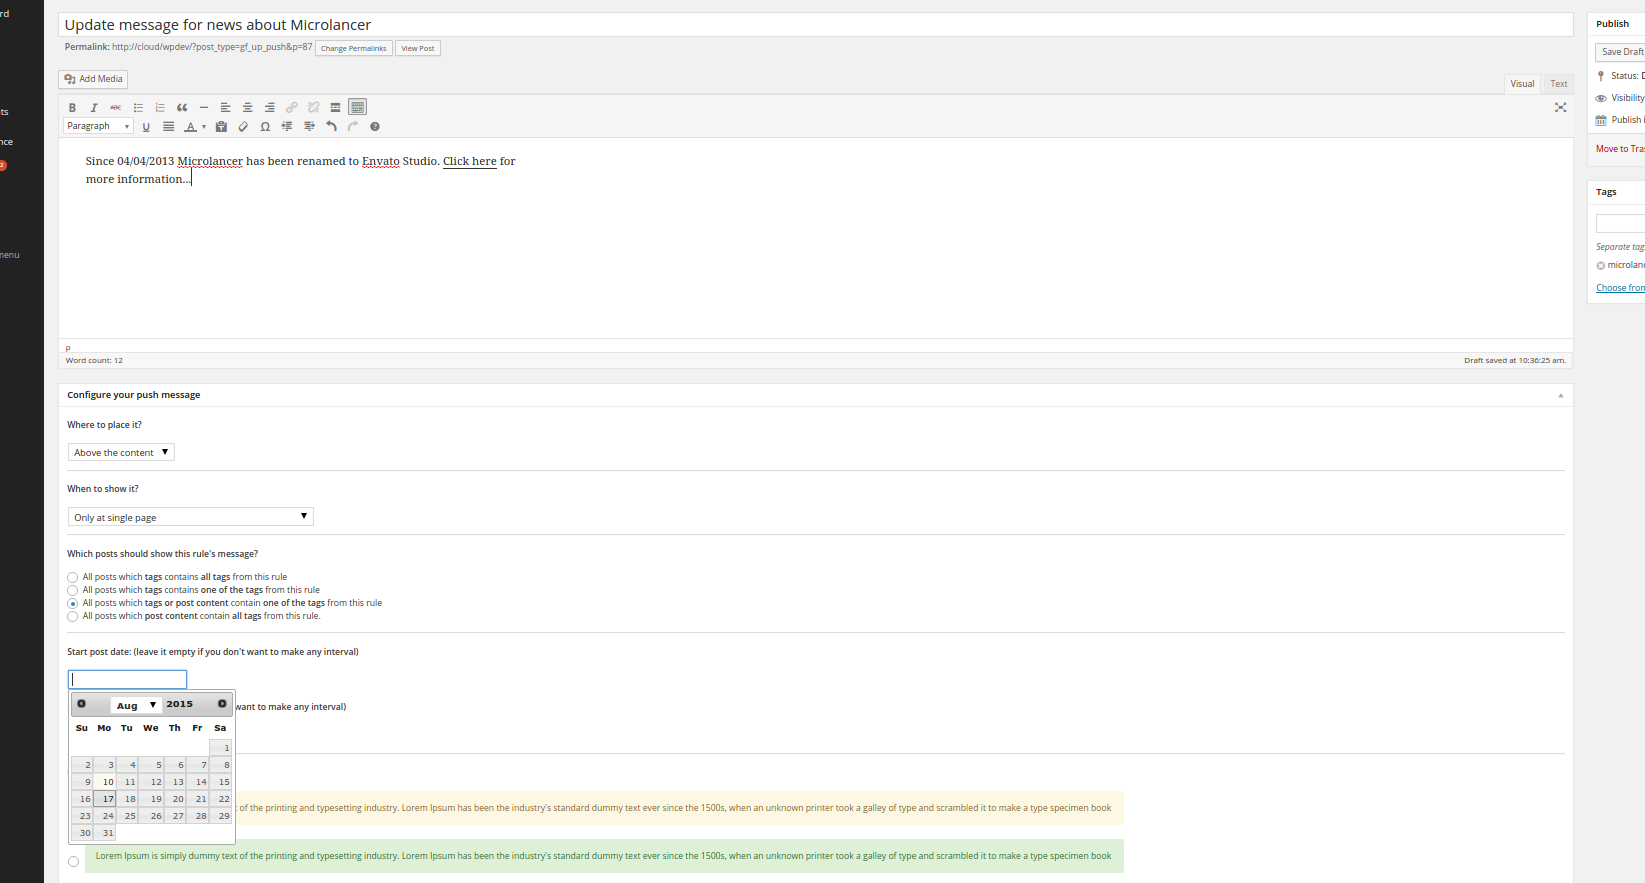 rd
Update message for news about Microlancer
Permalink: http://cloud/wpdev/?post_type=gf_up_push&p=87 Change Permalinks View Post
Add Media
Visual Text
B I ABC
Paragraph U A Ω ?
Since 04/04/2013 Microlancer has been renamed to Envato Studio. Click here for
more information...
p
Word count: 12 Draft saved at 10:36:25 am.
ts
nce
2
nenu
Publish
Save Draft
Status: D
Visibility
Publish i
Move to Tra
Tags
Separate tag
microlan
Choose fron
Configure your push message
Where to place it?
Above the content
When to show it?
Only at single page
Which posts should show this rule's message?
All posts which tags contains all tags from this rule
All posts which tags contains one of the tags from this rule
All posts which tags or post content contain one of the tags from this rule
All posts which post content contain all tags from this rule.
Start post date: (leave it empty if you don't want to make any interval)
Aug 2015
want to make any interval)
Su Mo Tu We Th Fr Sa
1
2 3 4 5 6 7 8
9 10 11 12 13 14 15
16 17 18 19 20 21 22
23 24 25 26 27 28 29
30 31
of the printing and typesetting industry. Lorem Ipsum has been the industry's standard dummy text ever since the 1500s, when an unknown printer took a galley of type and scrambled it to make a type specimen book
Lorem Ipsum is simply dummy text of the printing and typesetting industry. Lorem Ipsum has been the industry's standard dummy text ever since the 1500s, when an unknown printer took a galley of type and scrambled it to make a type specimen book